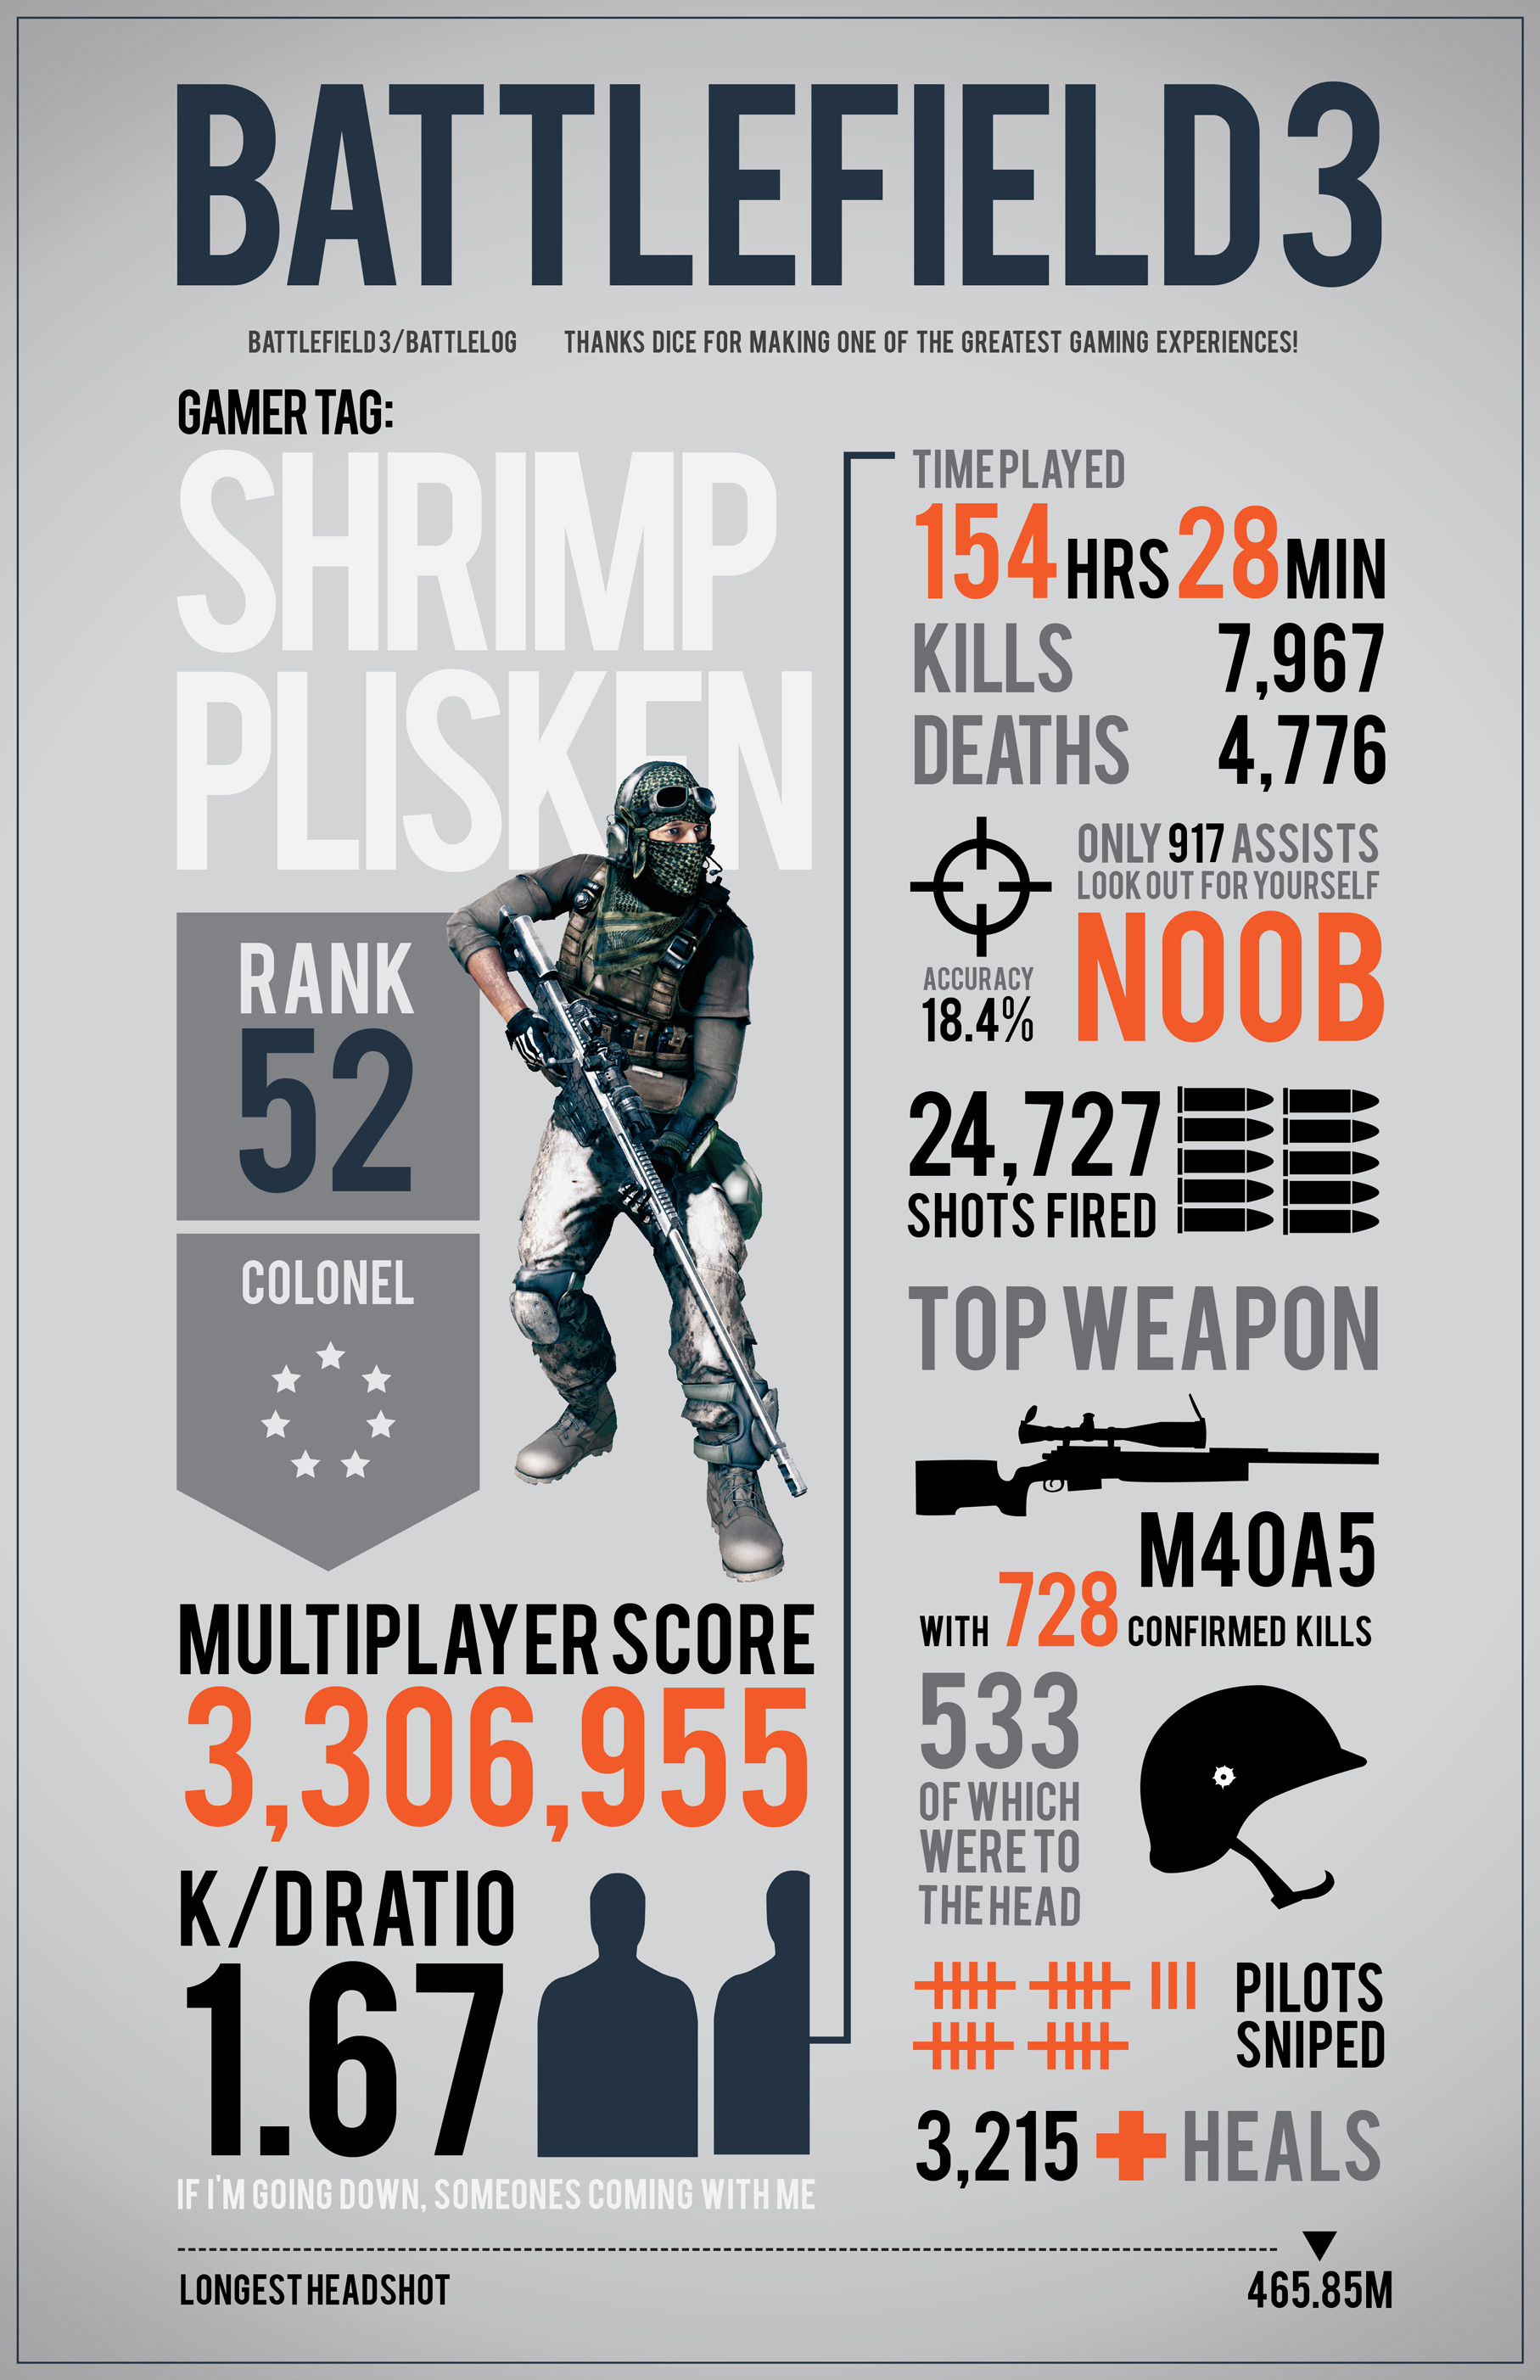 BATTLEFIELD 3
BATTLEFIELD 3/BATTLELOG
THANKS DICE FOR MAKING ONE OF THE GREATEST GAMING EXPERIENCES!
GAMER TAG:
SHRIMP
PLISKEN
RANK
52
COLONEL
MULTIPLAYER SCORE
3,306,955
K/D RATIO
1.67
IF I'M GOING DOWN, SOMEONES COMING WITH ME
TIME PLAYED
154 HRS 28 MIN
KILLS 7,967
DEATHS 4,776
ONLY 917 ASSISTS
LOOK OUT FOR YOURSELF
NOOB
ACCURACY
18.4%
24,727
SHOTS FIRED
TOP WEAPON
M40A5
WITH 728 CONFIRMED KILLS
533
OF WHICH
WERE TO
THE HEAD
PILOTS
SNIPED
3,215 HEALS
LONGEST HEADSHOT
465.85M